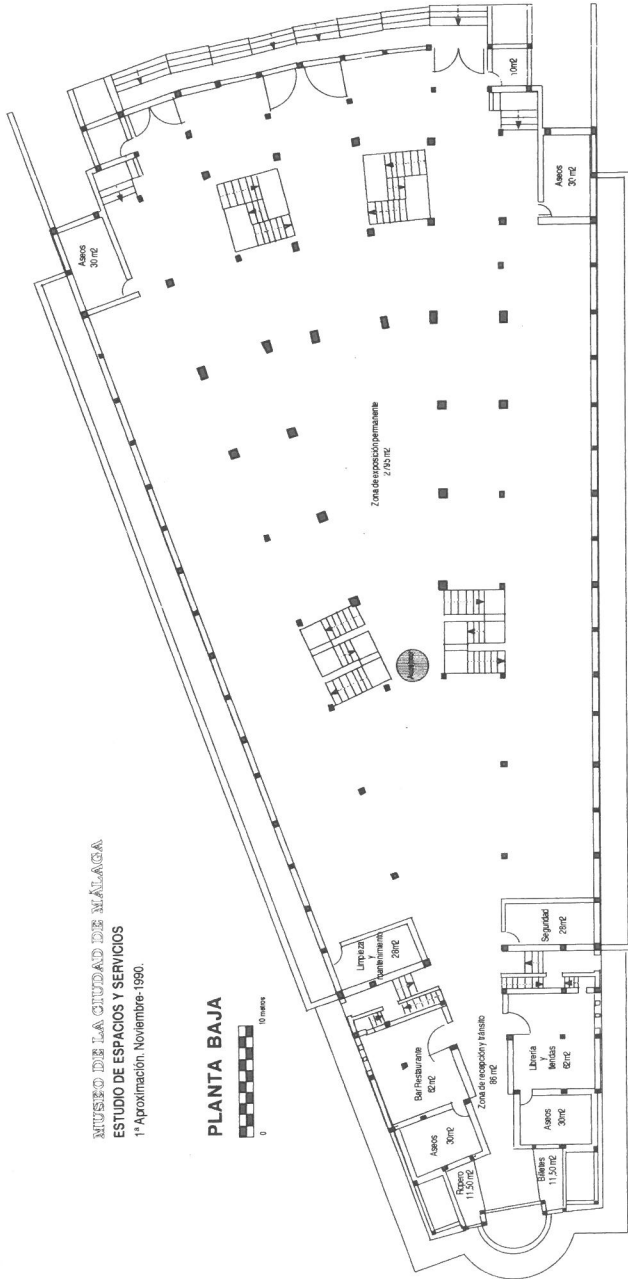 MUSEO DE LA CIUDAD DE MÁLAGA
ESTUDIO DE ESPACIOS Y SERVICIOS
1ª Aproximación. Noviembre-1990.
PLANTA BAJA
0
10 metros
Aseos
30 m2
10m2
Aseos
30 m2
Zona de exposición permanente
2795 m2
Ascensor
Limpieza
y
mantenimiento
28m2
Seguridad
28m2
Bar Restaurante
62m2
Zona de recepción y tránsito
86 m2
Librería
y
tiendas
62m2
Aseos
30m2
Aseos
30m2
Ropero
11,50 m2
Billetes
11,50 m2